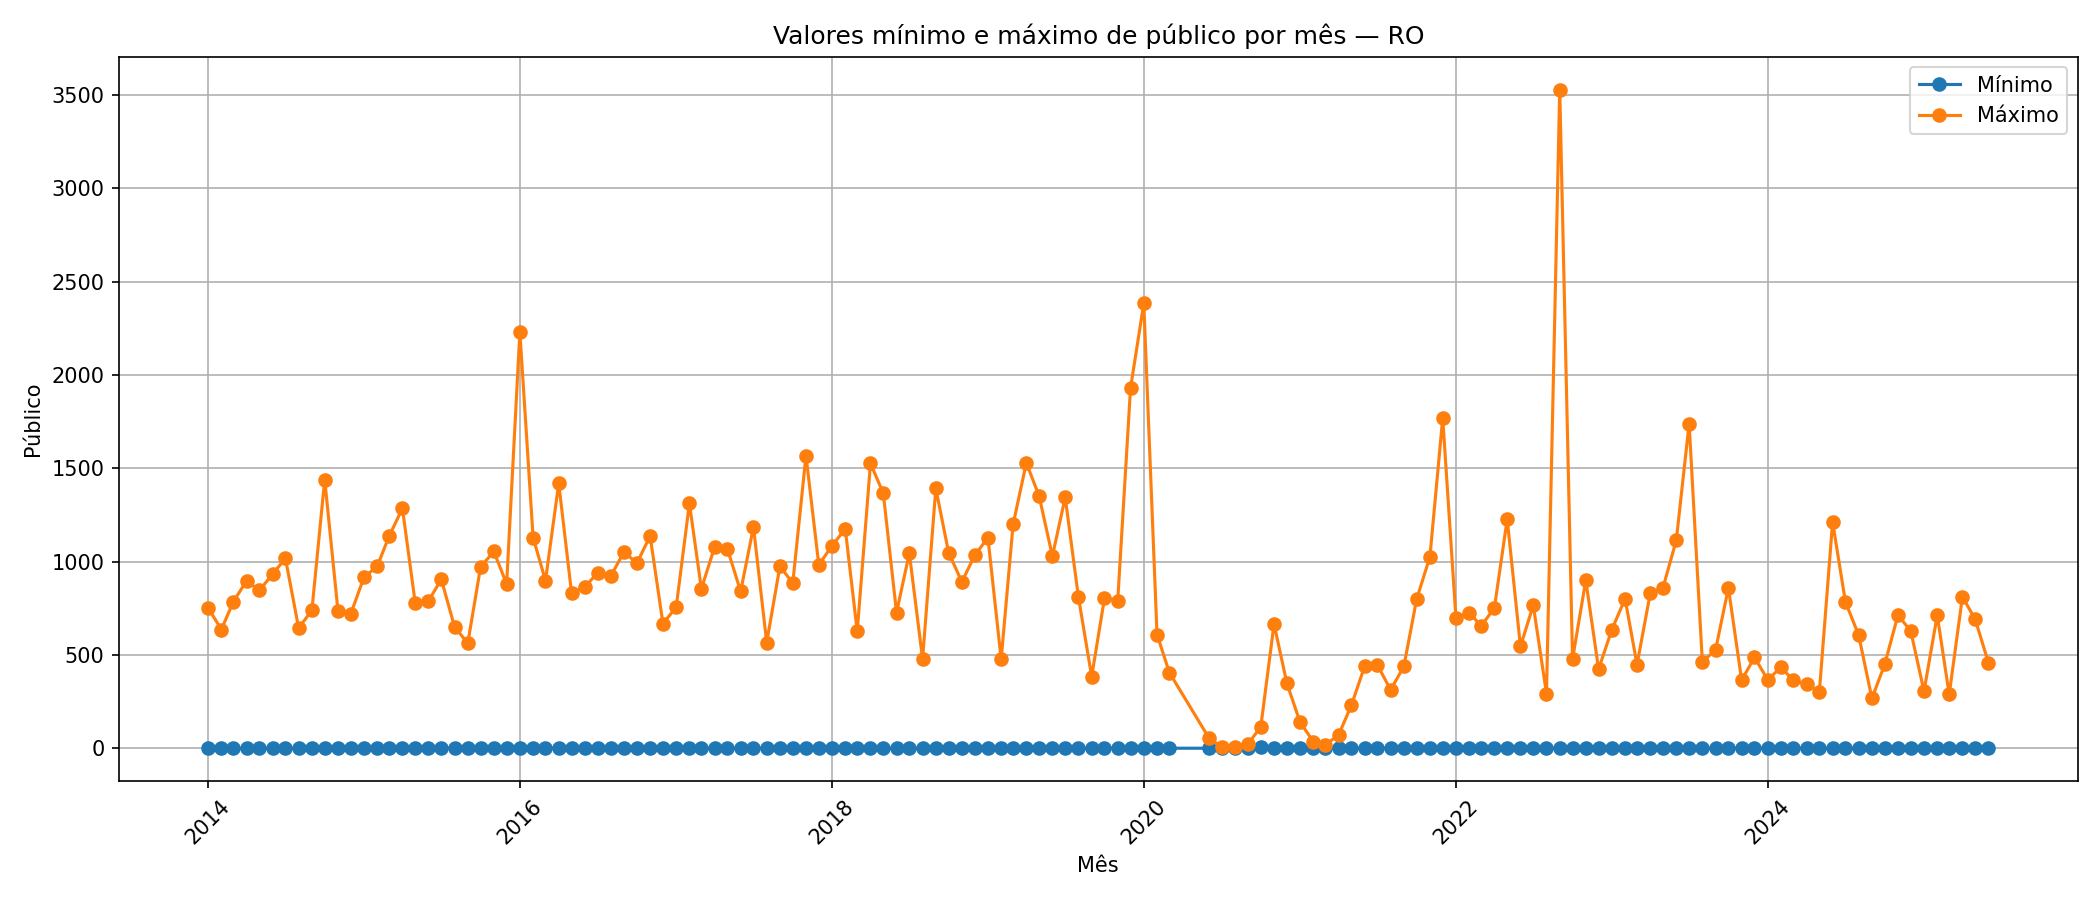 Valores mínimo e máximo de público por mês — RO
Mínimo
Máximo
Público
3500
3000
2500
2000
1500
1000
500
0
2014
2016
2018
2020
2022
2024
Mês